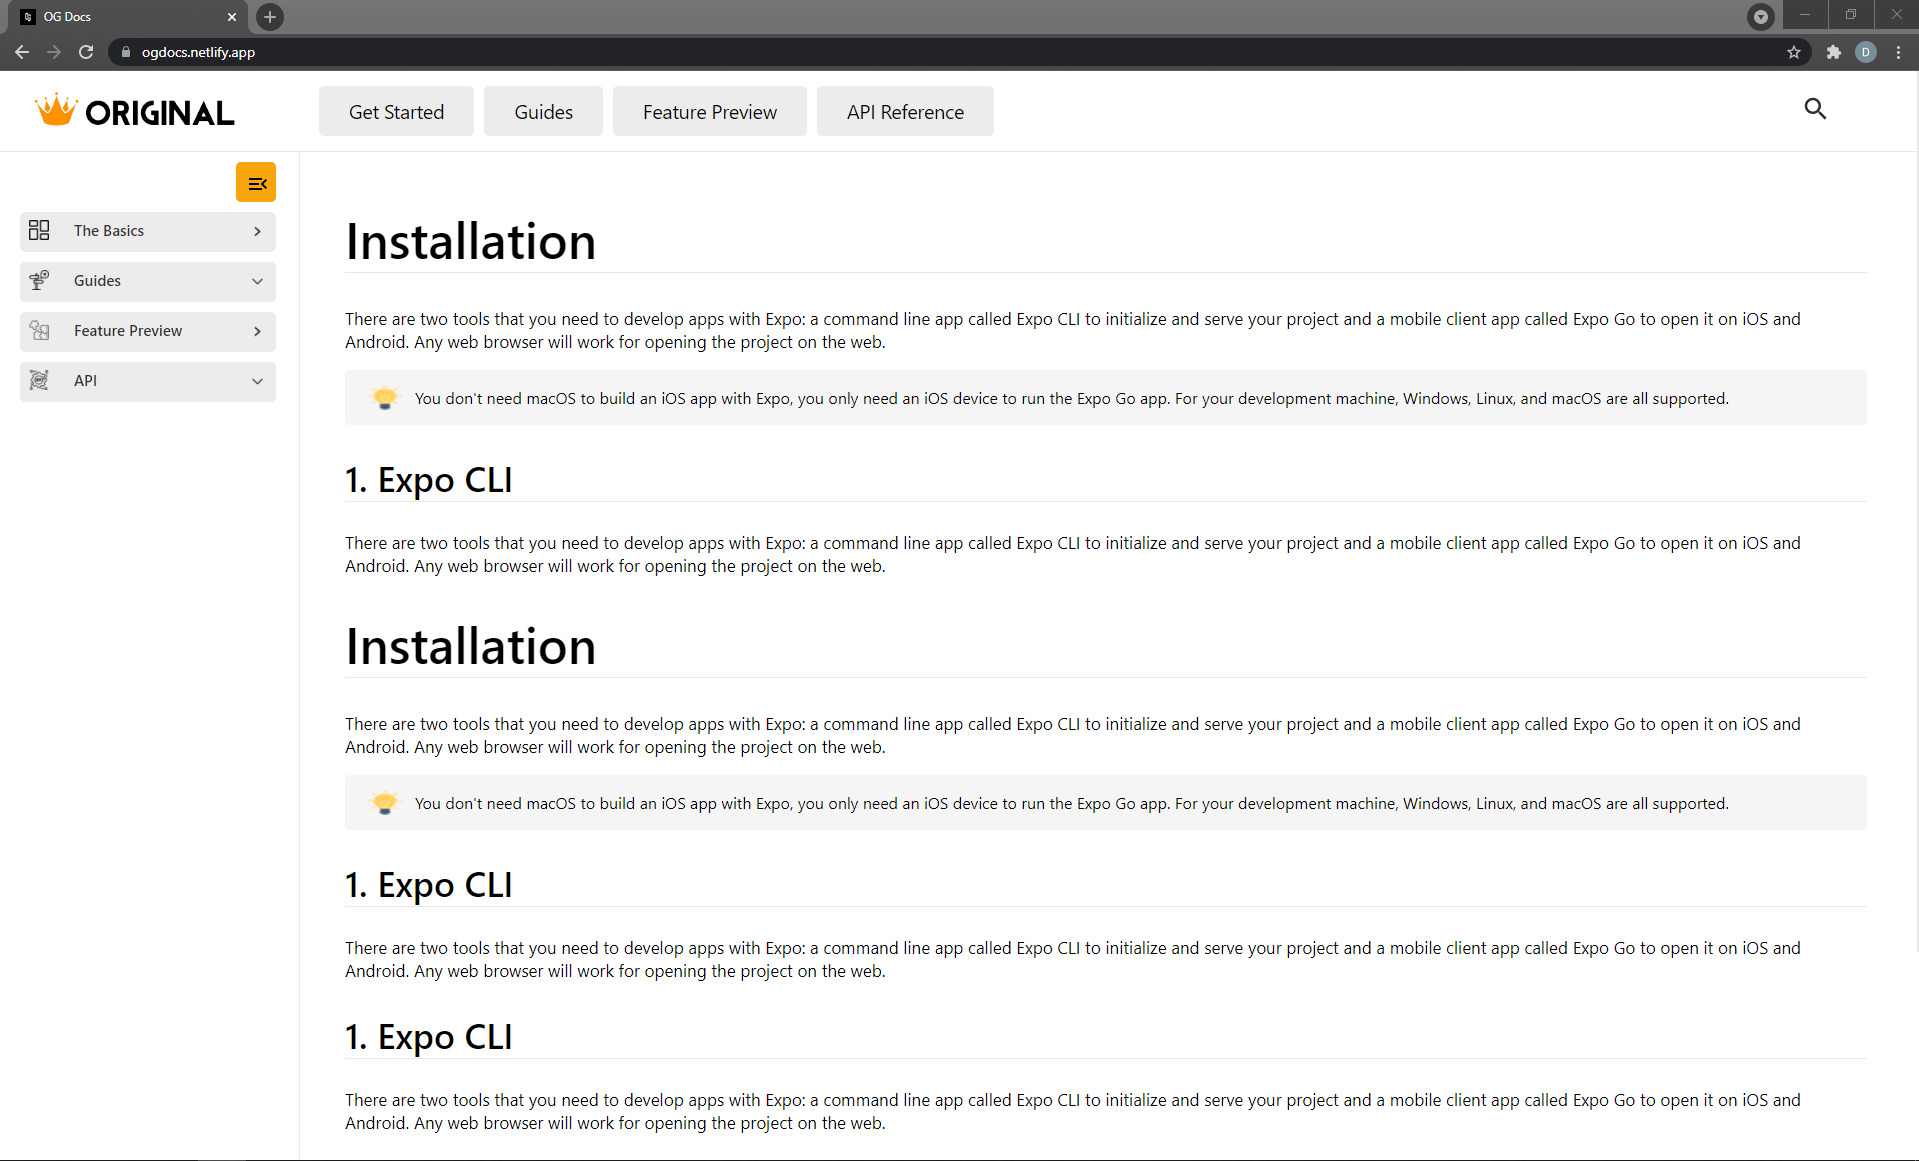 OG Docs
ogdocs.netlify.app
D
ORIGINAL
Get Started
Guides
Feature Preview
API Reference
The Basics
Guides
Feature Preview
API
Installation
There are two tools that you need to develop apps with Expo: a command line app called Expo CLI to initialize and serve your project and a mobile client app called Expo Go to open it on iOS and
Android. Any web browser will work for opening the project on the web.
You don't need macOS to build an iOS app with Expo, you only need an iOS device to run the Expo Go app. For your development machine, Windows, Linux, and macOS are all supported.
1. Expo CLI
There are two tools that you need to develop apps with Expo: a command line app called Expo CLI to initialize and serve your project and a mobile client app called Expo Go to open it on iOS and
Android. Any web browser will work for opening the project on the web.
Installation
There are two tools that you need to develop apps with Expo: a command line app called Expo CLI to initialize and serve your project and a mobile client app called Expo Go to open it on iOS and
Android. Any web browser will work for opening the project on the web.
You don't need macOS to build an iOS app with Expo, you only need an iOS device to run the Expo Go app. For your development machine, Windows, Linux, and macOS are all supported.
1. Expo CLI
There are two tools that you need to develop apps with Expo: a command line app called Expo CLI to initialize and serve your project and a mobile client app called Expo Go to open it on iOS and
Android. Any web browser will work for opening the project on the web.
1. Expo CLI
There are two tools that you need to develop apps with Expo: a command line app called Expo CLI to initialize and serve your project and a mobile client app called Expo Go to open it on iOS and
Android. Any web browser will work for opening the project on the web.